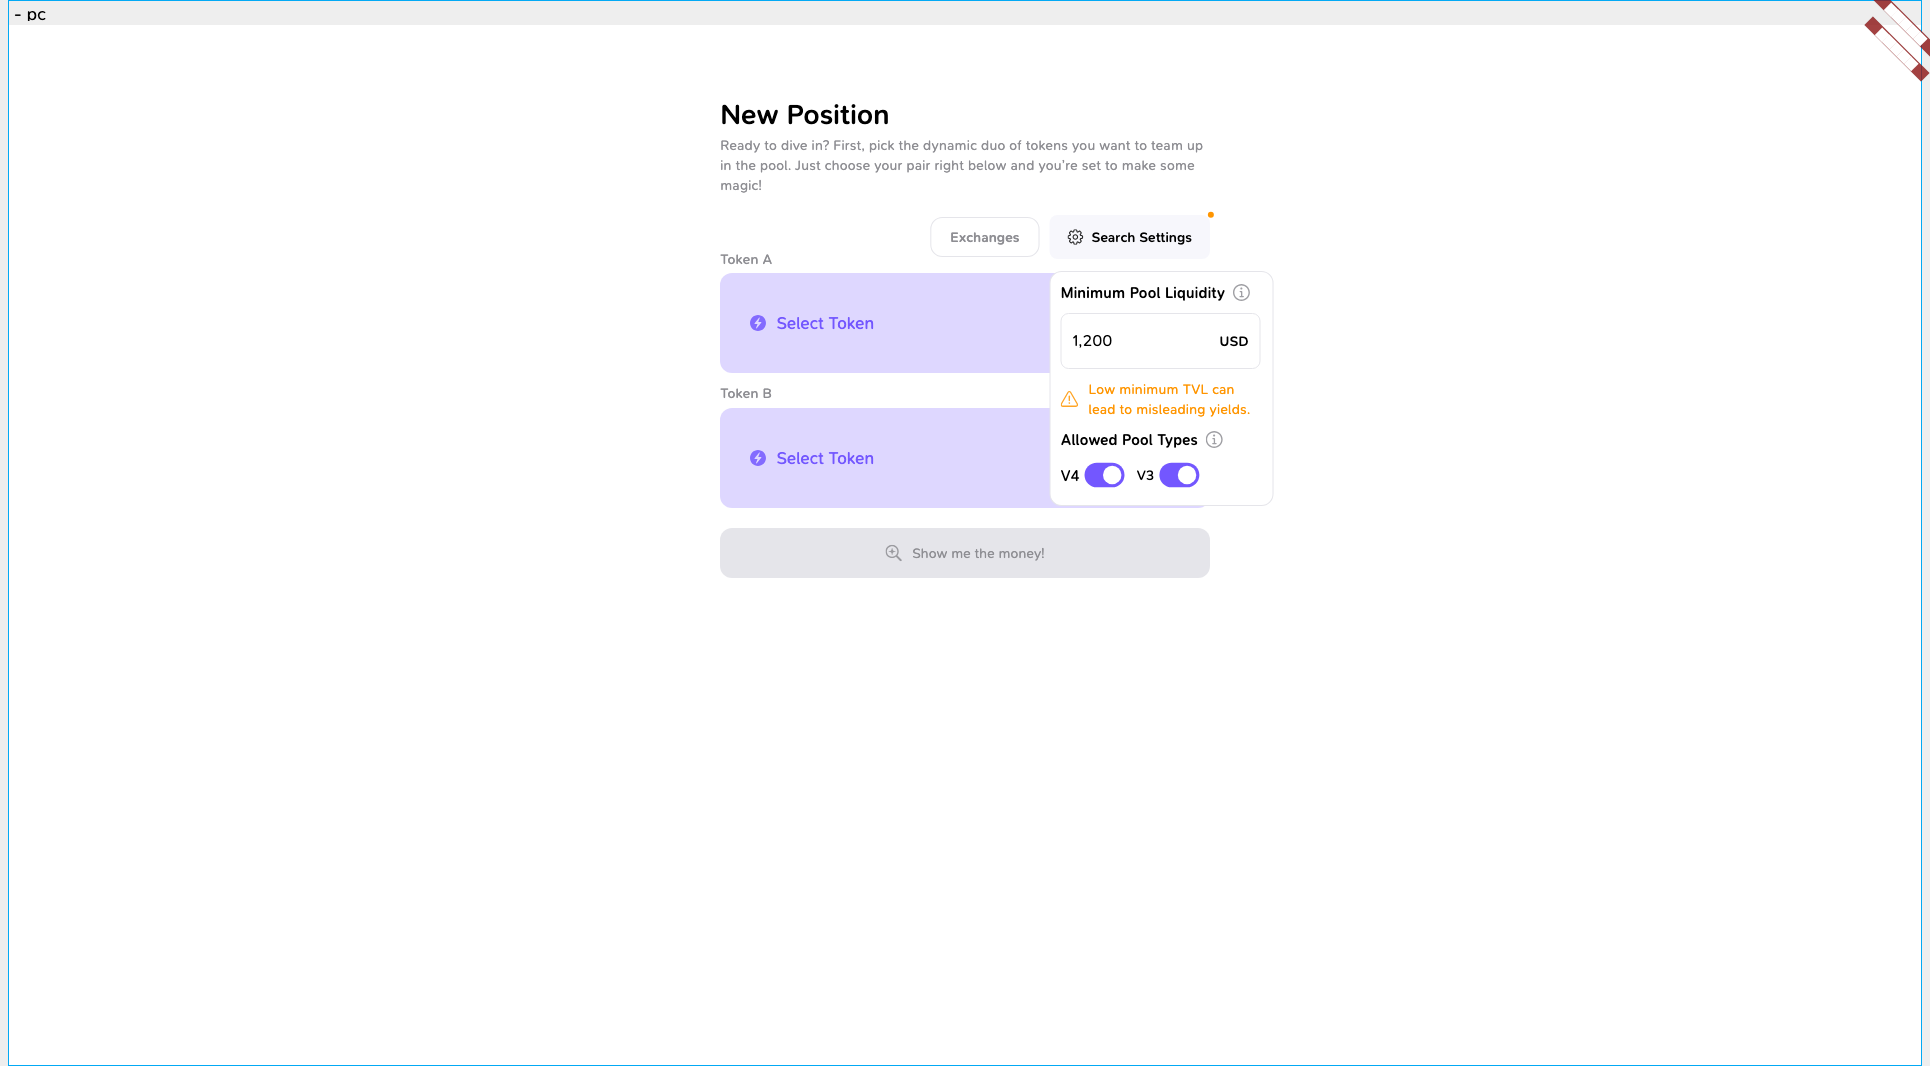 - pc
New Position
Ready to dive in? First, pick the dynamic duo of tokens you want to team up
in the pool. Just choose your pair right below and you're set to make some
magic!
Exchanges
Search Settings
Token A
Select Token
Minimum Pool Liquidity
1,200 USD
Low minimum TVL can
lead to misleading yields.
Token B
Select Token
Allowed Pool Types
V4 V3
Show me the money!